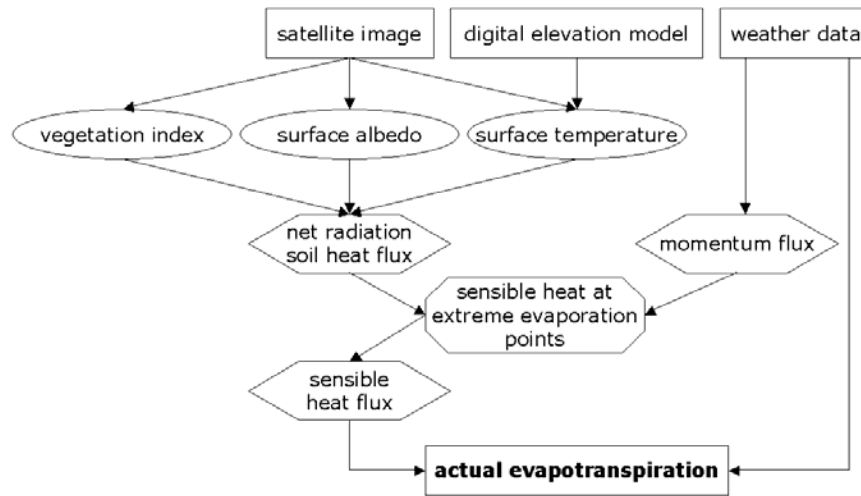 satellite image
digital elevation model
weather data
vegetation index
surface albedo
surface temperature
net radiation
soil heat flux
momentum flux
sensible heat at
extreme evaporation
points
sensible
heat flux
actual evapotranspiration